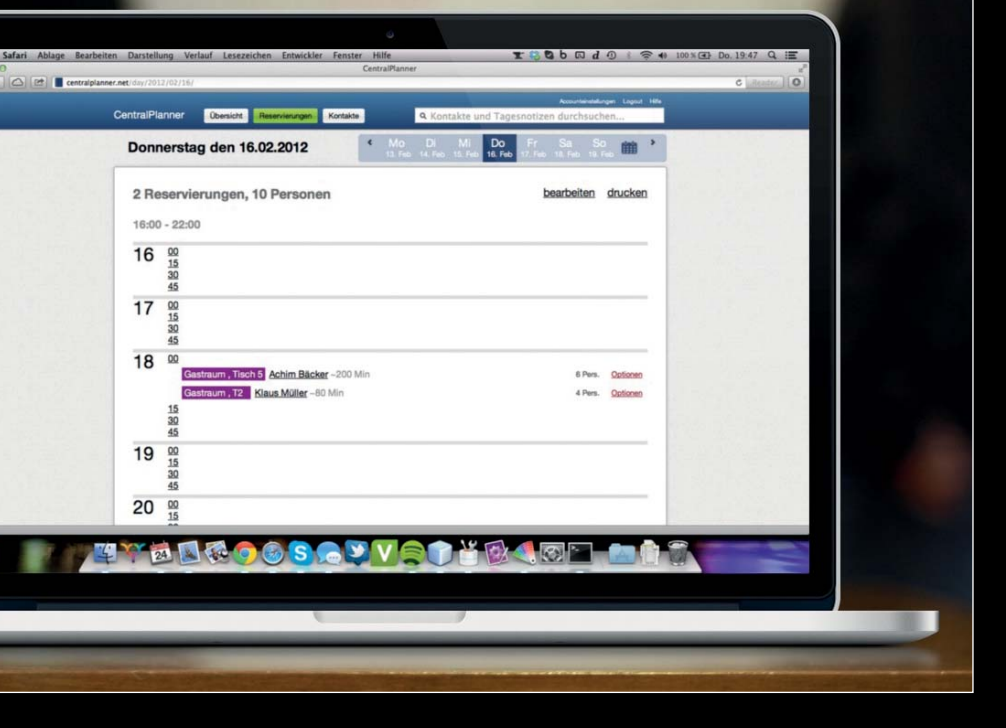 Safari Ablage Bearbeiten Darstellung Verlauf Lesezeichen Entwickler Fenster Hilfe 100 % Do. 19:47
CentralPlanner
centralplanner.net/day/2012/02/16/ Reader
Accounteinstellungen Logout Hilfe
CentralPlanner Übersicht Reservierungen Kontakte Kontakte und Tagesnotizen durchsuchen...
Donnerstag den 16.02.2012
Mo Di Mi Do Fr Sa So
13. Feb 14. Feb 15. Feb 16. Feb 17. Feb 18. Feb 19. Feb
2 Reservierungen, 10 Personen bearbeiten drucken
16:00 - 22:00
16 00
15
30
45
17 00
15
30
45
18 00
Gastraum , Tisch 5 Achim Bäcker ~200 Min 6 Pers. Optionen
Gastraum , T2 Klaus Müller ~80 Min 4 Pers. Optionen
15
30
45
19 00
15
30
45
20 00
15
24